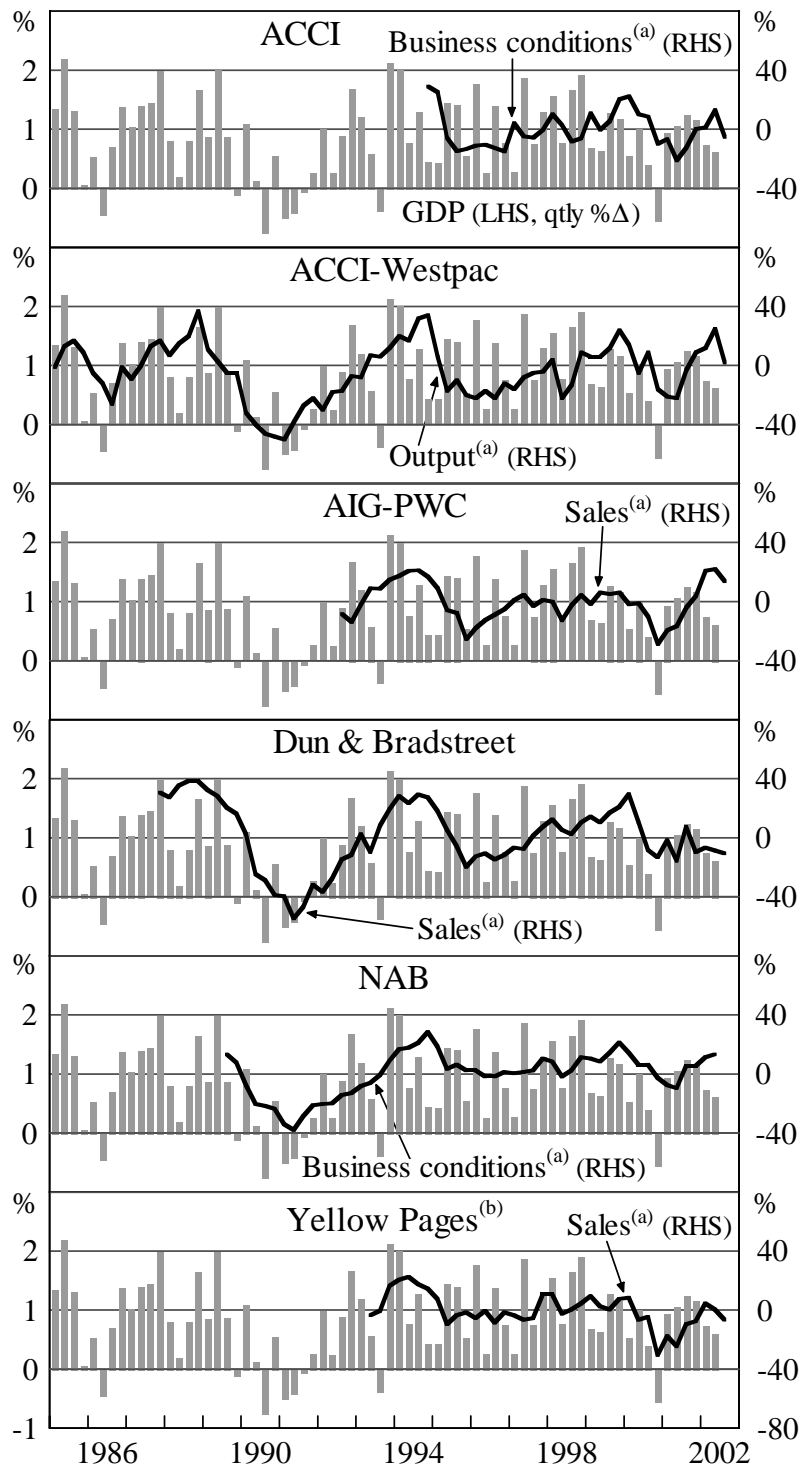 % ACCI %
Business conditions(a) (RHS)
2 40
1 0
0 -40
GDP (LHS, qtly %Δ)
% ACCI-Westpac %
2 40
1 0
0 -40
Output(a) (RHS)
% AIG-PWC %
Sales(a) (RHS)
2 40
1 0
0 -40
% Dun & Bradstreet %
2 40
1 0
0 -40
Sales(a) (RHS)
% NAB %
2 40
1 0
0 -40
Business conditions(a) (RHS)
% Yellow Pages(b) %
Sales(a) (RHS)
2 40
1 0
0 -40
-1 -80
1986 1990 1994 1998 2002